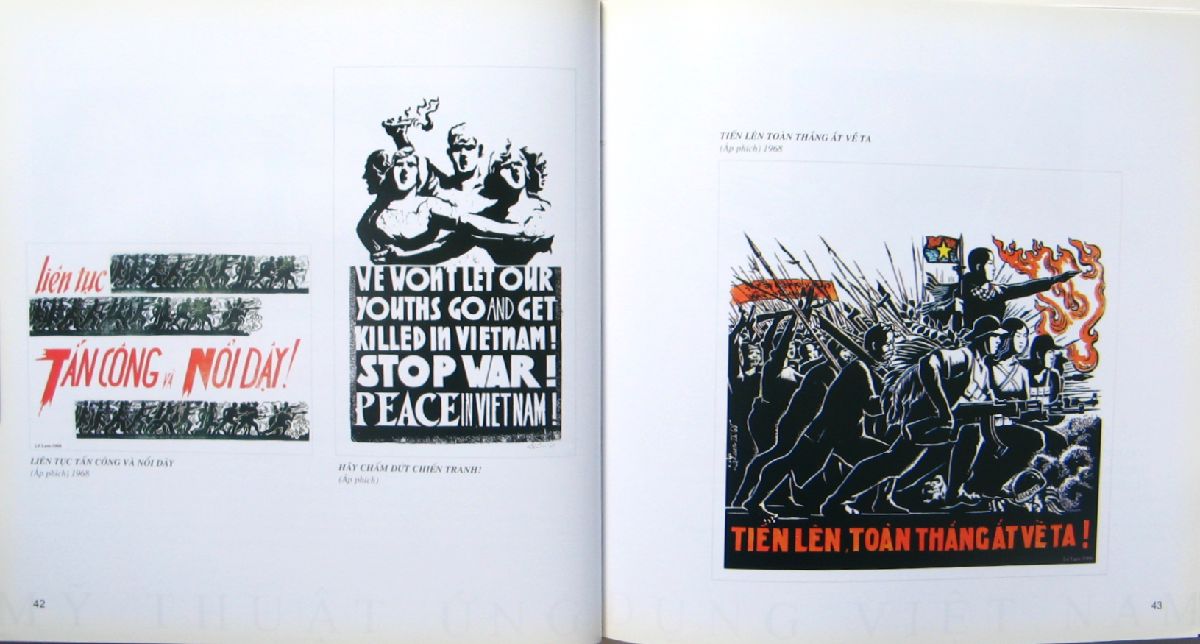 liên tục
TẤN CÔNG VÀ NỔI DẬY!
LIÊN TỤC TẤN CÔNG VÀ NỔI DẬY
(Áp phích) 1968
WE WON'T LET OUR
YOUTHS GO AND GET
KILLED IN VIETNAM!
STOP WAR!
PEACE IN VIETNAM!
HÃY CHẤM DỨT CHIẾN TRANH!
(Áp phích)
42
TIẾN LÊN TOÀN THẮNG ẮT VỀ TA
(Áp phích) 1968
TIẾN LÊN, TOÀN THẮNG ẮT VỀ TA!
43
MỸ THUẬT ỨNG DỤNG VIỆT NAM